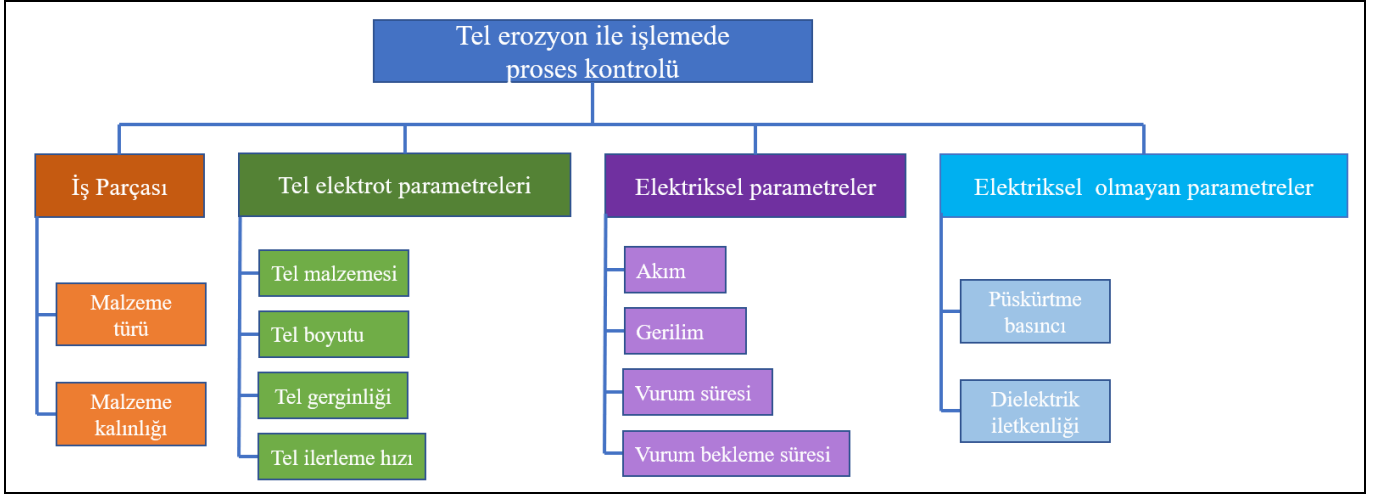 Tel erozyon ile işlemede
proses kontrolü
İş Parçası
Tel elektrot parametreleri
Elektriksel parametreler
Elektriksel olmayan parametreler
Malzeme
türü
Malzeme
kalınlığı
Tel malzemesi
Tel boyutu
Tel gerginliği
Tel ilerleme hızı
Akım
Gerilim
Vurum süresi
Vurum bekleme süresi
Püskürtme
basıncı
Dielektrik
iletkenliği